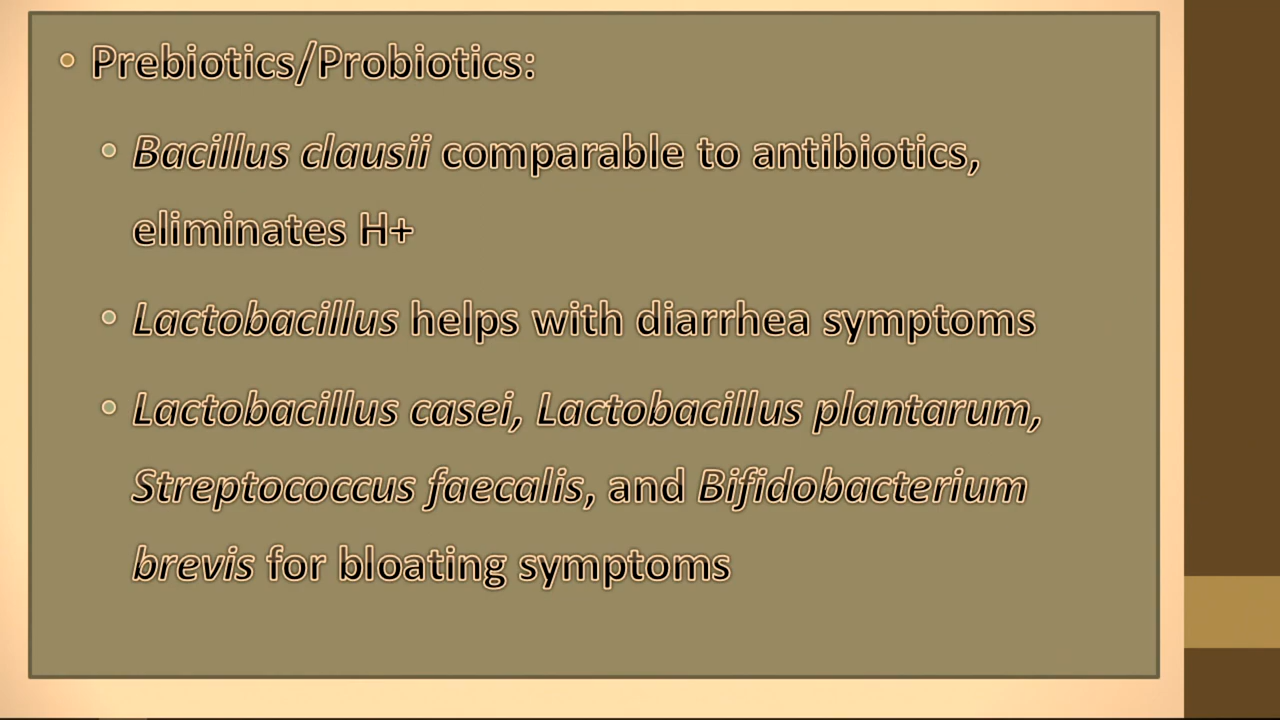 Prebiotics/Probiotics:
Bacillus clausii comparable to antibiotics,
eliminates H+
Lactobacillus helps with diarrhea symptoms
Lactobacillus casei, Lactobacillus plantarum,
Streptococcus faecalis, and Bifidobacterium
brevis for bloating symptoms